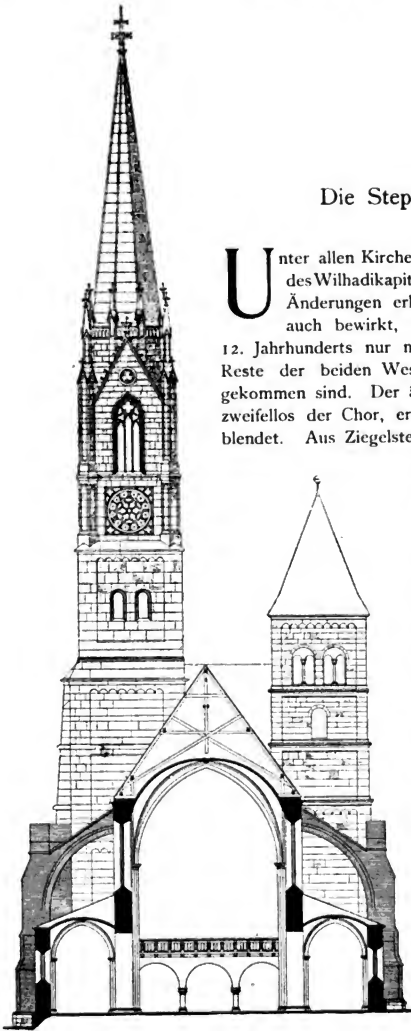 Die Step
Unter allen Kirche
des Wilhadikapit
Änderungen erl
auch bewirkt,
12. Jahrhunderts nur n
Reste der beiden Wes
gekommen sind. Der ä
zweifellos der Chor, er
blendet. Aus Ziegelste